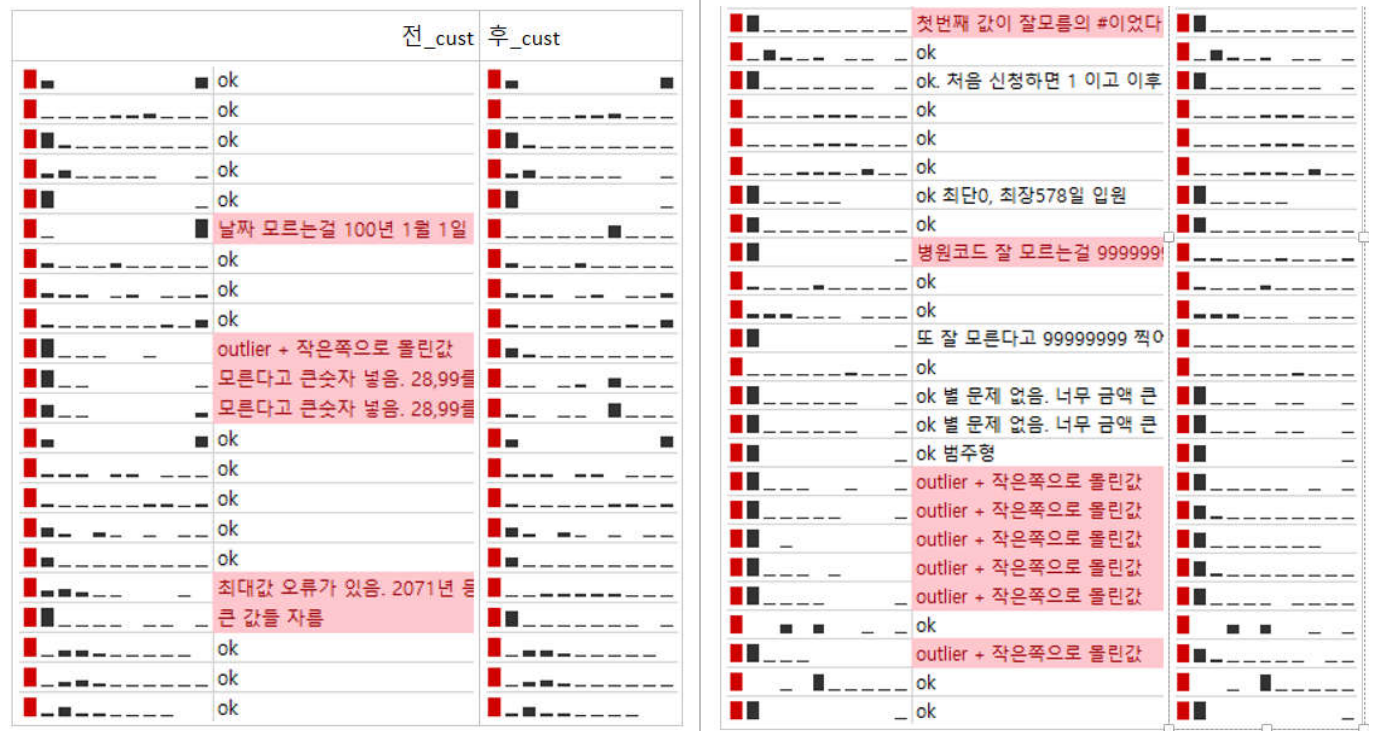 전_cust 후_cust
ok
ok
ok
ok
ok
날짜 모르는걸 100년 1월 1일
ok
ok
ok
outlier + 작은쪽으로 몰린값
모른다고 큰숫자 넣음. 28,99를
모른다고 큰숫자 넣음. 28,99를
ok
ok
ok
ok
ok
최대값 오류가 있음. 2071년 등
큰 값들 자름
ok
ok
ok
첫번째 값이 잘모름의 #이었다
ok
ok. 처음 신청하면 1 이고 이후
ok
ok
ok
ok 최단0, 최장578일 입원
ok
병원코드 잘 모르는걸 9999999
ok
ok
또 잘 모른다고 99999999 찍어
ok
ok 별 문제 없음. 너무 금액 큰
ok 별 문제 없음. 너무 금액 큰
ok 범주형
outlier + 작은쪽으로 몰린값
outlier + 작은쪽으로 몰린값
outlier + 작은쪽으로 몰린값
outlier + 작은쪽으로 몰린값
outlier + 작은쪽으로 몰린값
ok
outlier + 작은쪽으로 몰린값
ok
ok